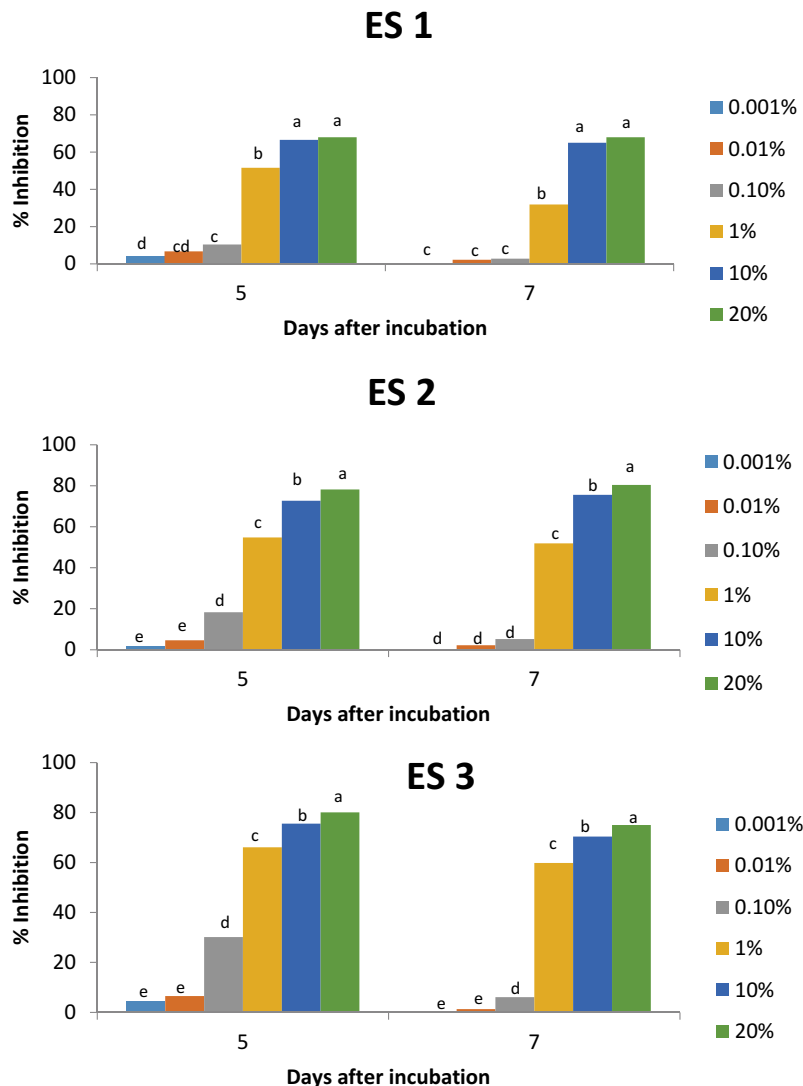 ES 1
100
80
60
40
20
0
% Inhibition
d
cd
c
b
a
a
c
c
c
b
a
a
5
7
Days after incubation
0.001%
0.01%
0.10%
1%
10%
20%
ES 2
100
80
60
40
20
0
% Inhibition
e
e
d
c
b
a
d
d
d
c
b
a
5
7
Days after incubation
0.001%
0.01%
0.10%
1%
10%
20%
ES 3
100
80
60
40
20
0
% Inhibition
e
e
d
c
b
a
e
e
d
c
b
a
5
7
Days after incubation
0.001%
0.01%
0.10%
1%
10%
20%